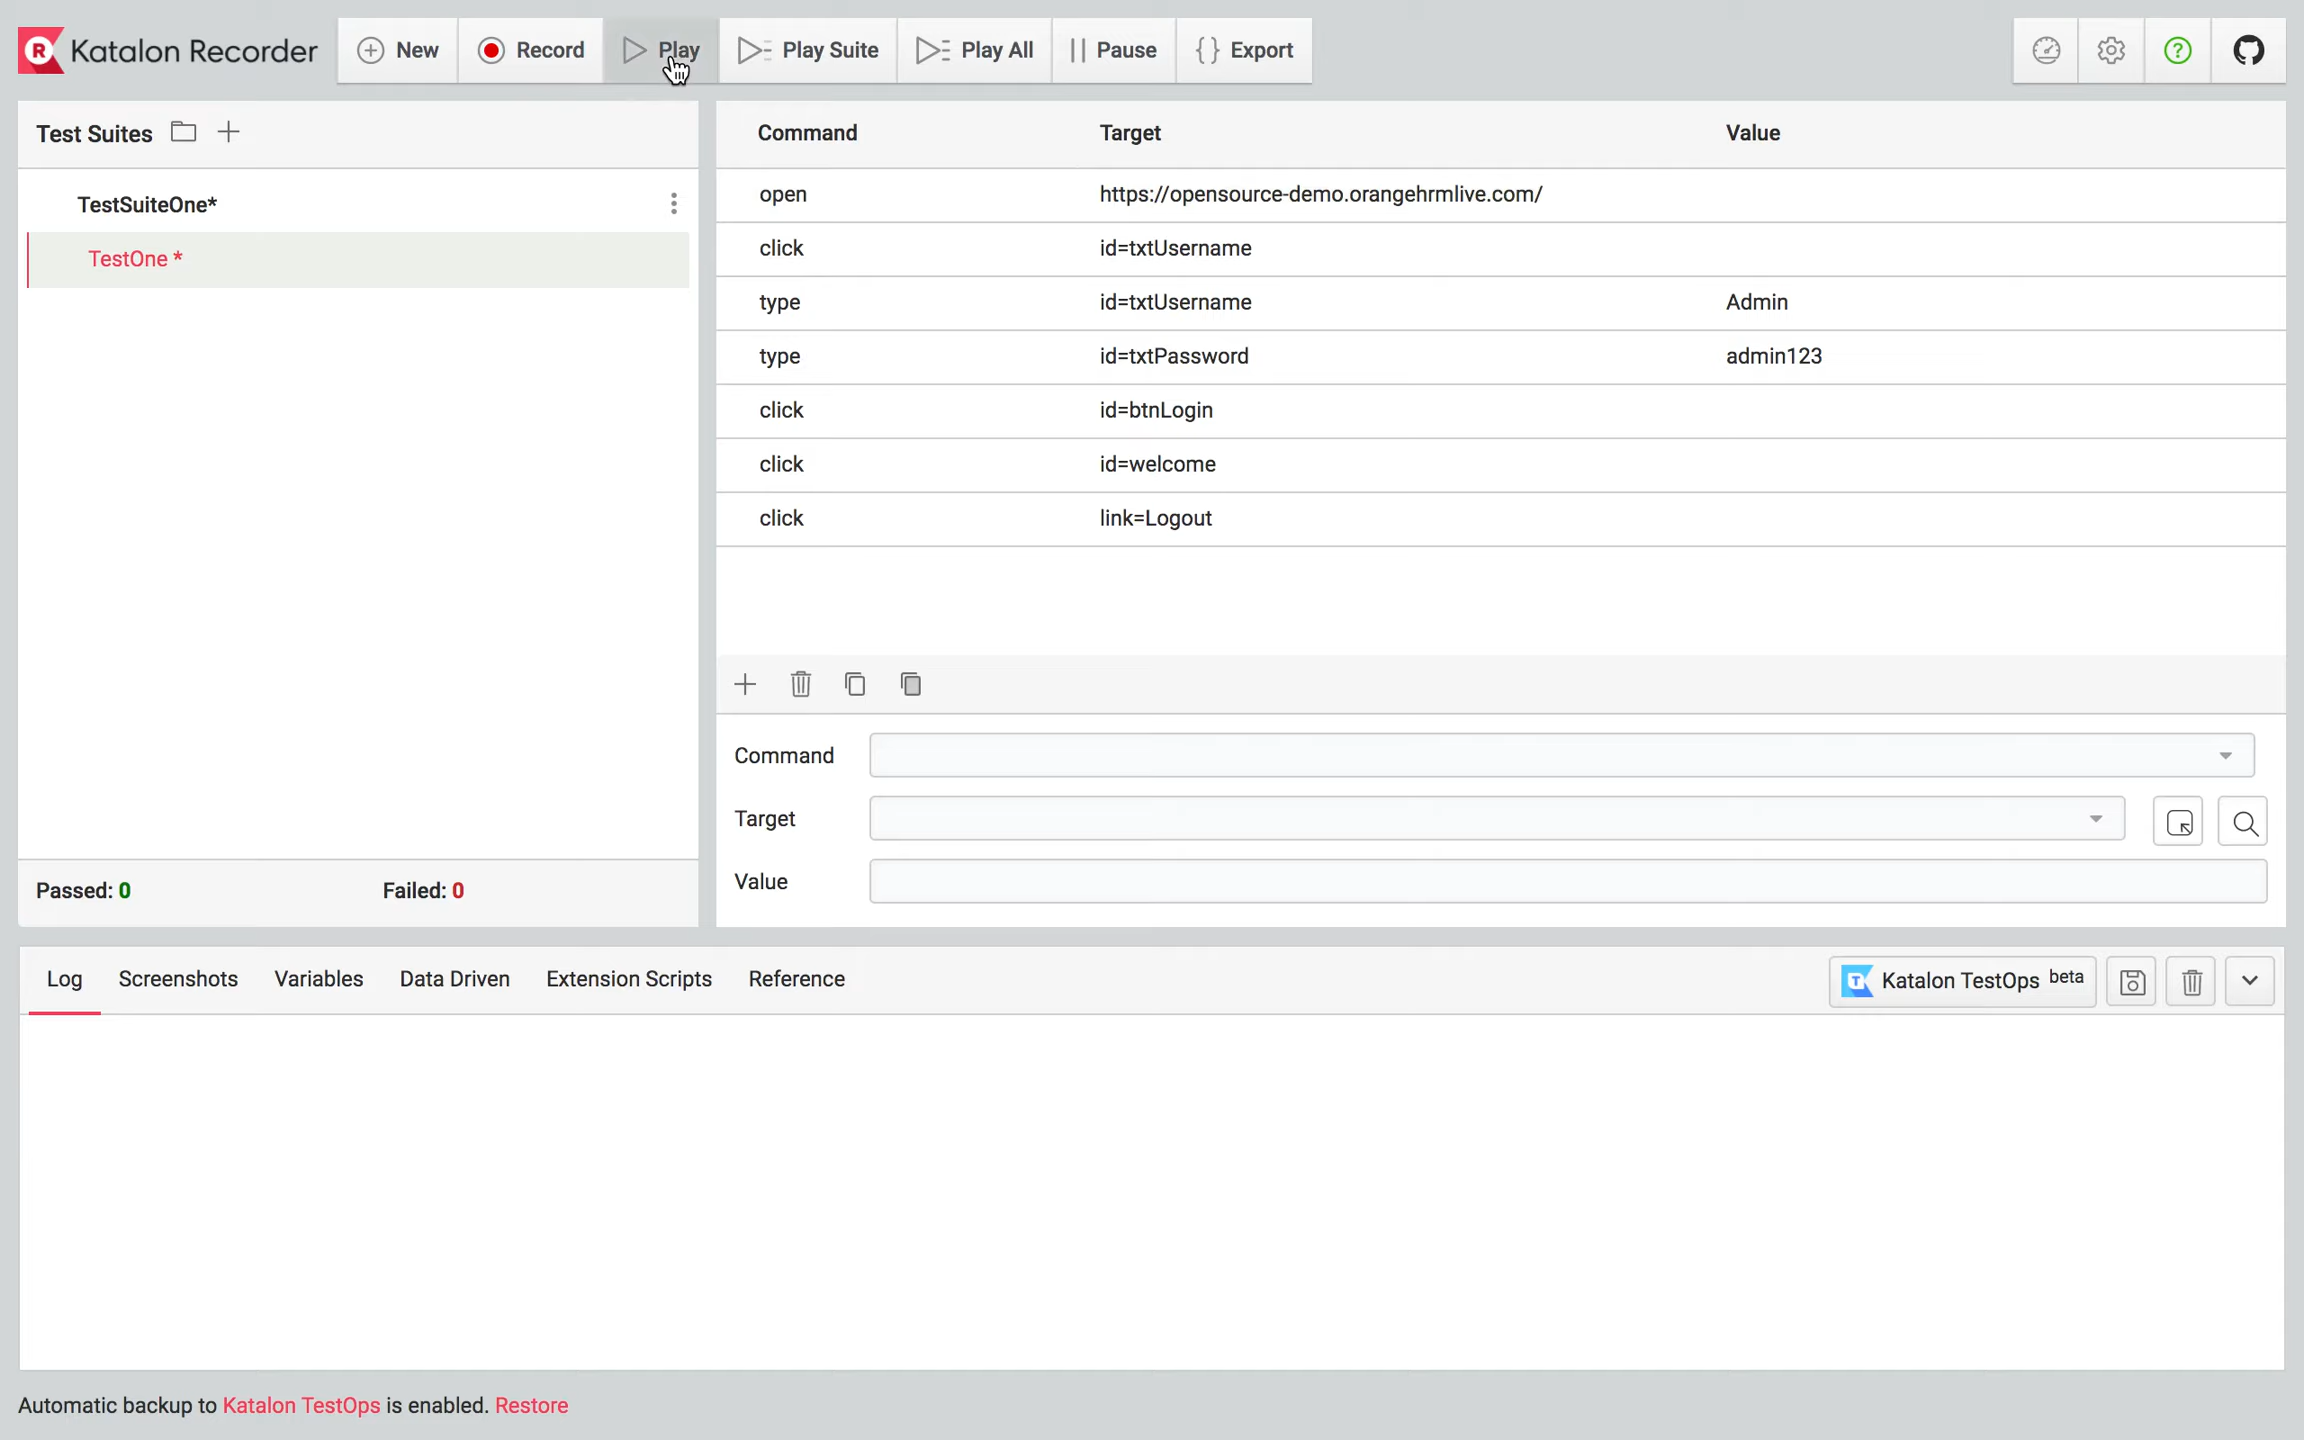 Katalon Recorder New Record Play Play Suite Play All Pause Export
Test Suites
TestSuiteOne*
TestOne *
Passed: 0 Failed: 0
Command Target Value
open https://opensource-demo.orangehrmlive.com/
click id=txtUsername
type id=txtUsername Admin
type id=txtPassword admin123
click id=btnLogin
click id=welcome
click link=Logout
Command
Target
Value
Log Screenshots Variables Data Driven Extension Scripts Reference Katalon TestOps beta
Automatic backup to Katalon TestOps is enabled. Restore